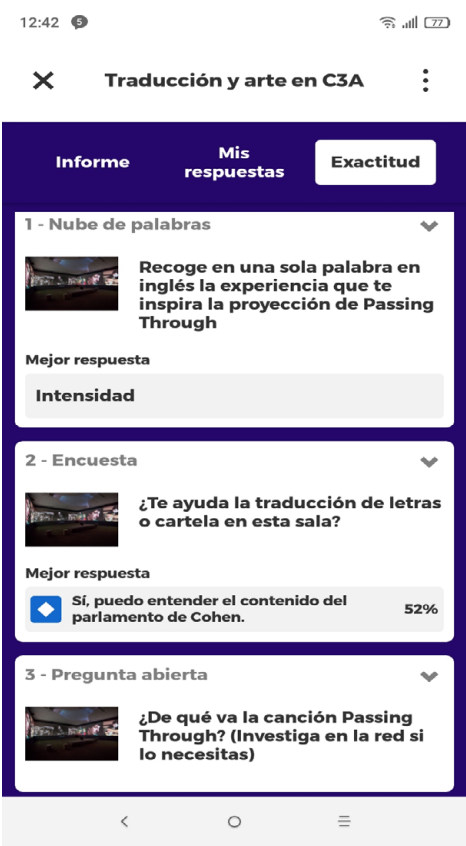 12:42 5 77
Traducción y arte en C3A
Informe
Mis
respuestas
Exactitud
1 - Nube de palabras
Recoge en una sola palabra en
inglés la experiencia que te
inspira la proyección de Passing
Through
Mejor respuesta
Intensidad
2 - Encuesta
¿Te ayuda la traducción de letras
o cartela en esta sala?
Mejor respuesta
Sí, puedo entender el contenido del
parlamento de Cohen.
52%
3 - Pregunta abierta
¿De qué va la canción Passing
Through? (Investiga en la red si
lo necesitas)